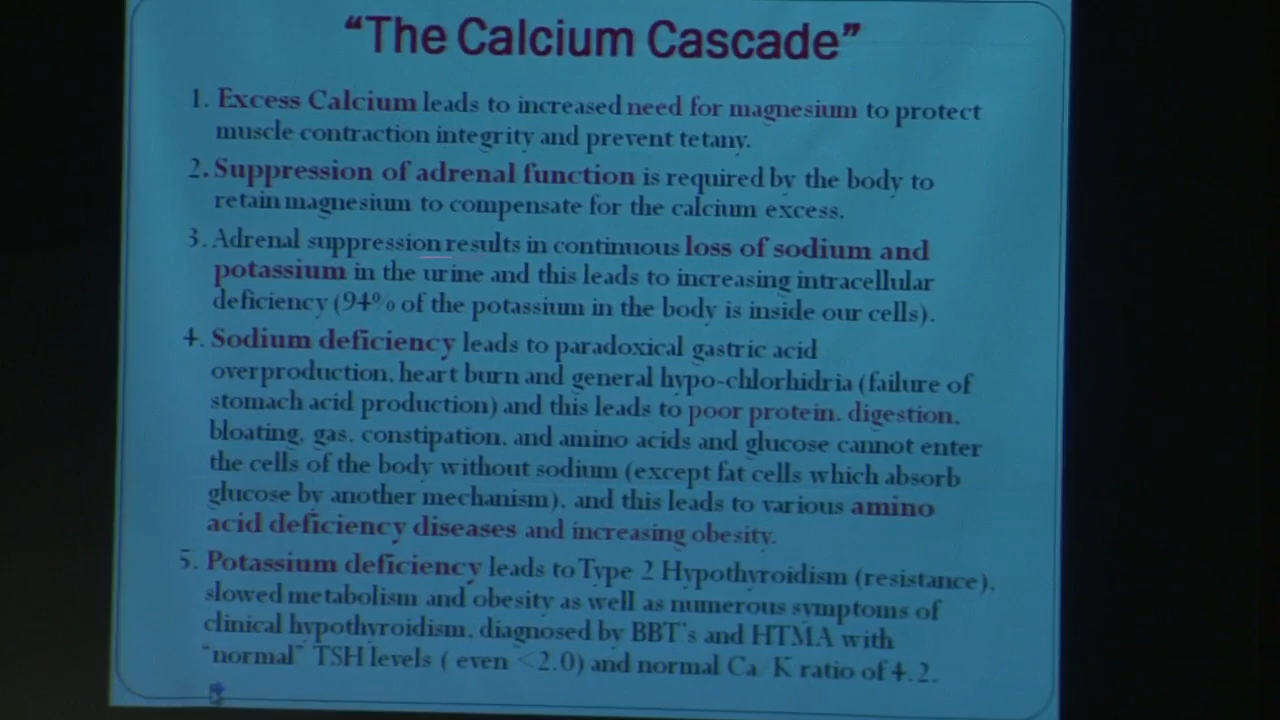 “The Calcium Cascade”
1. Excess Calcium leads to increased need for magnesium to protect
muscle contraction integrity and prevent tetany.
2. Suppression of adrenal function is required by the body to
retain magnesium to compensate for the calcium excess.
3. Adrenal suppression results in continuous loss of sodium and
potassium in the urine and this leads to increasing intracellular
deficiency (94% of the potassium in the body is inside our cells).
4. Sodium deficiency leads to paradoxical gastric acid
overproduction, heart burn and general hypo-chlorhidria (failure of
stomach acid production) and this leads to poor protein. digestion,
bloating, gas, constipation, and amino acids and glucose cannot enter
the cells of the body without sodium (except fat cells which absorb
glucose by another mechanism), and this leads to various amino
acid deficiency diseases and increasing obesity.
5. Potassium deficiency leads to Type 2 Hypothyroidism (resistance),
slowed metabolism and obesity as well as numerous symptoms of
clinical hypothyroidism, diagnosed by BBT's and HTMA with
“normal” TSH levels ( even <2.0) and normal Ca/K ratio of 4.2.